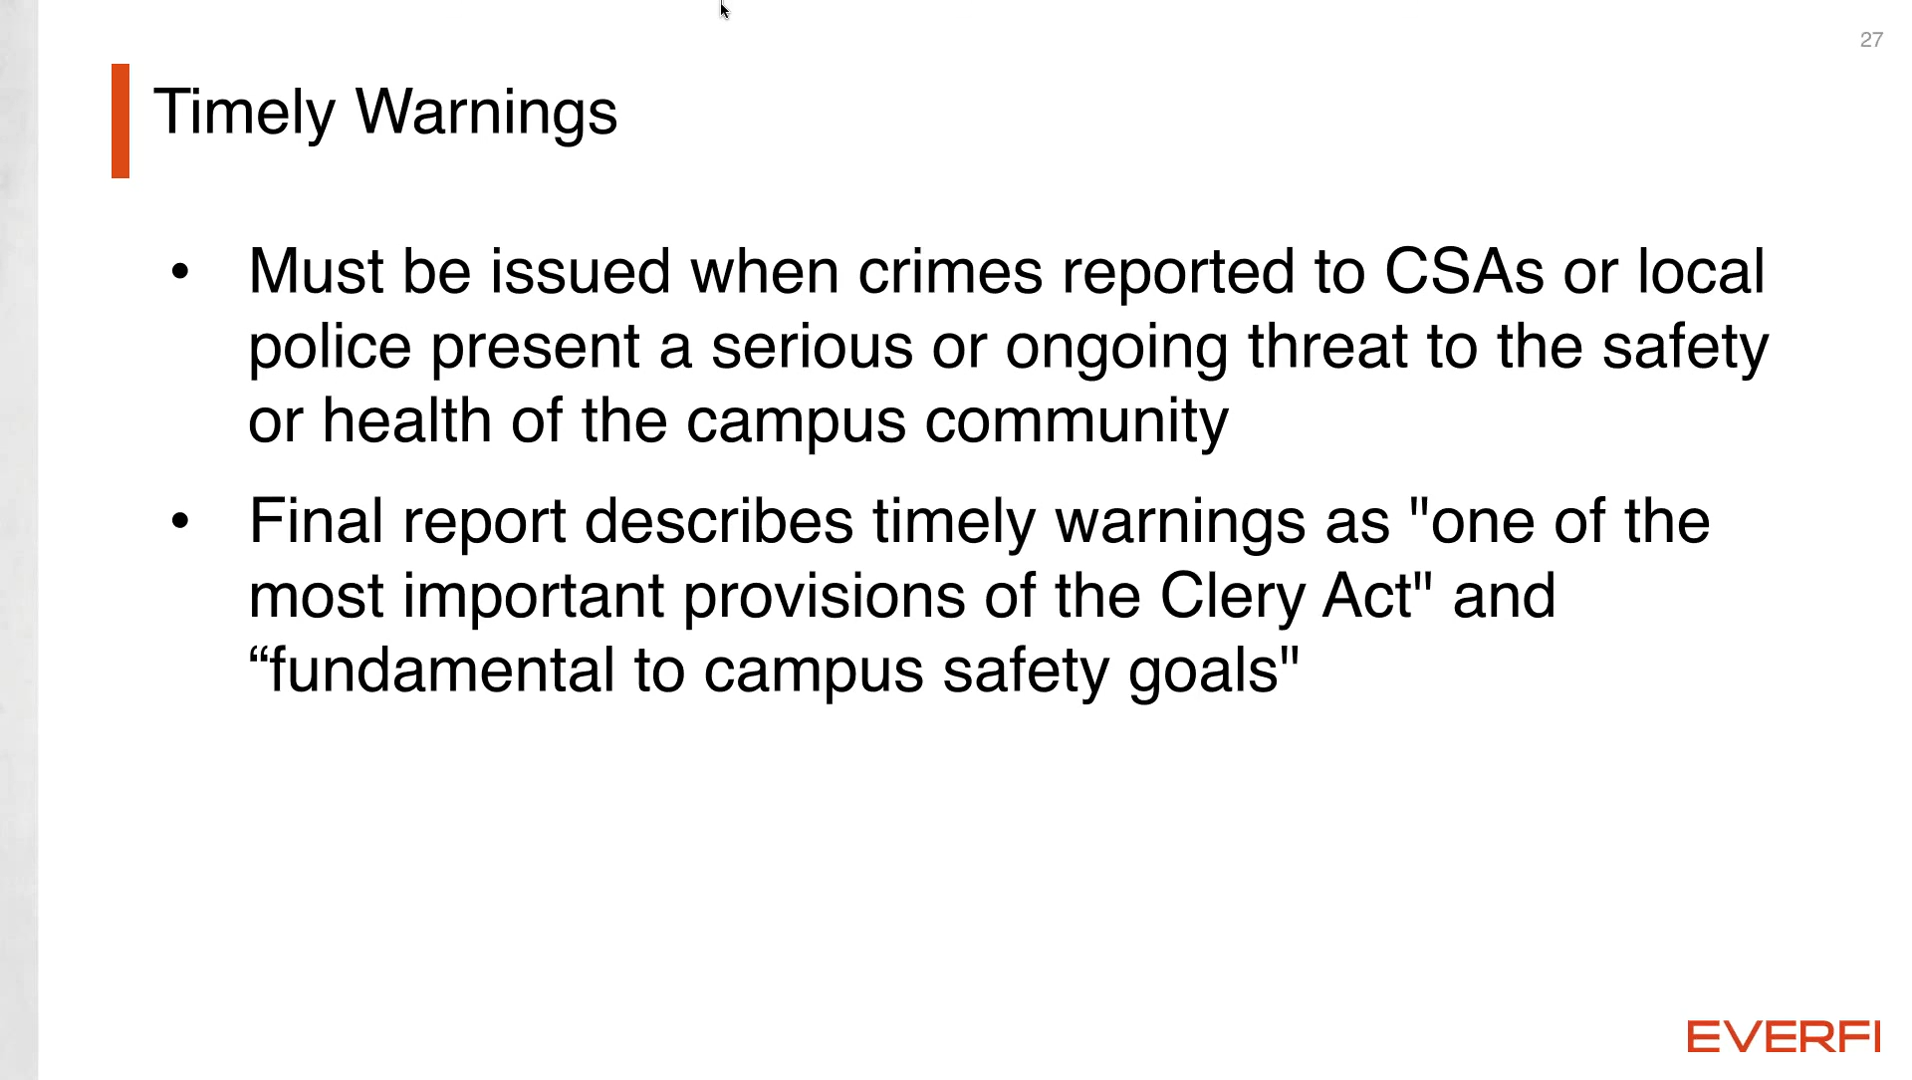 27
Timely Warnings
• Must be issued when crimes reported to CSAs or local
police present a serious or ongoing threat to the safety
or health of the campus community
• Final report describes timely warnings as "one of the
most important provisions of the Clery Act" and
“fundamental to campus safety goals"
EVERFI